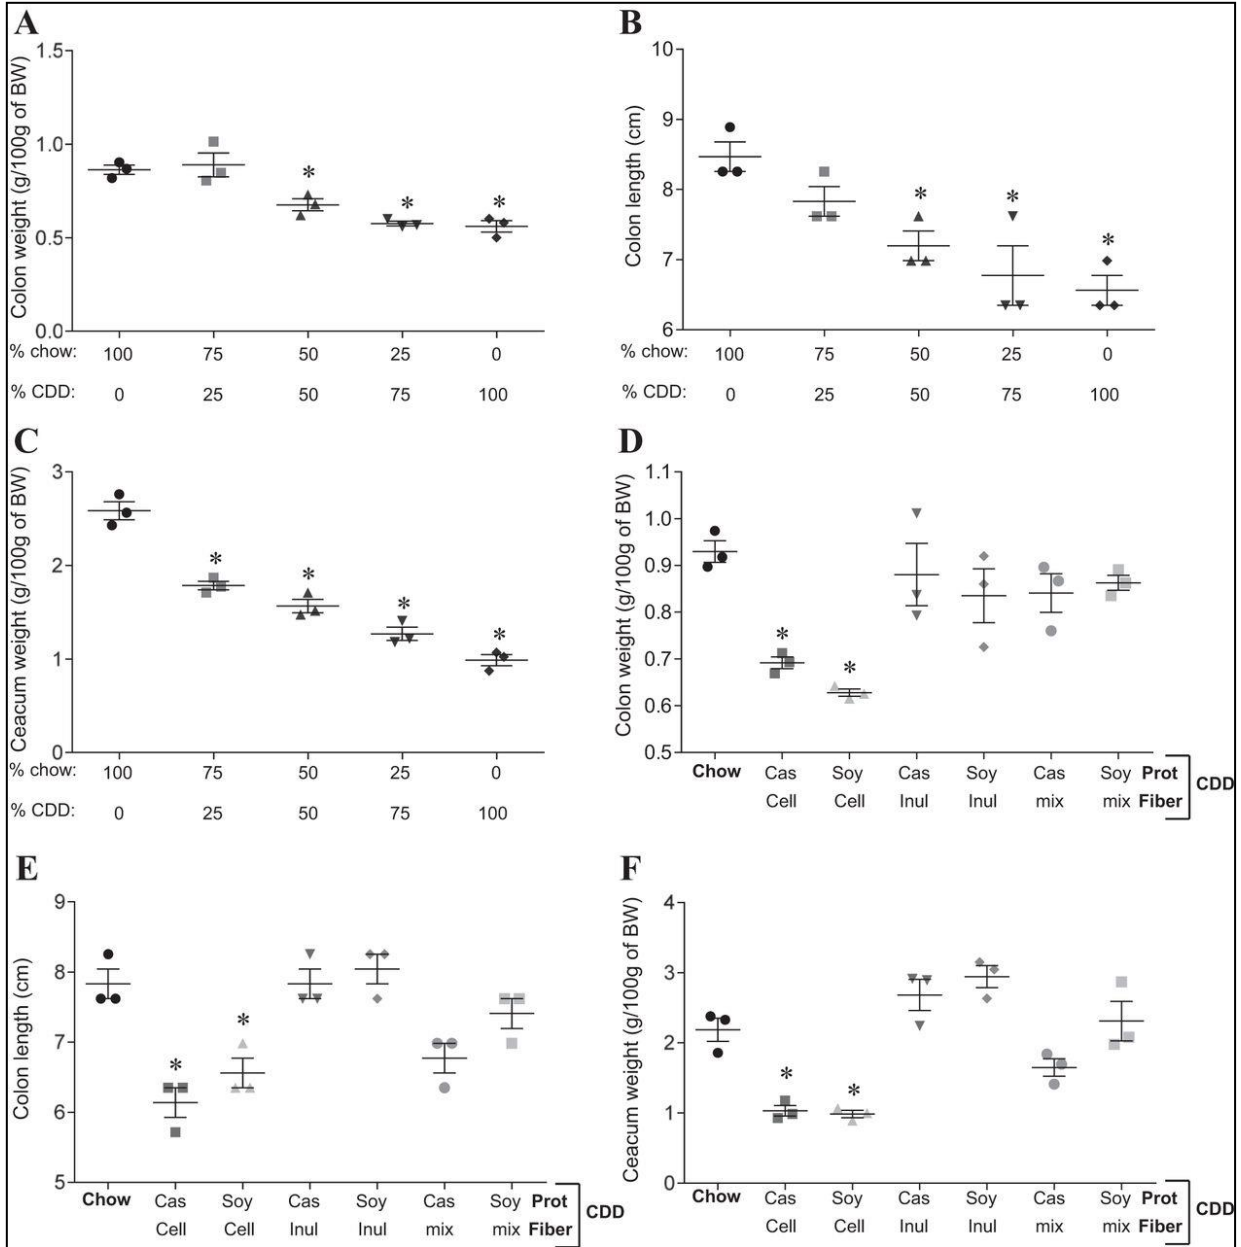 A
Colon weight (g/100g of BW)
1.5
1.0
0.5
0.0
*
*
*
% chow: 100 75 50 25 0
% CDD: 0 25 50 75 100
B
Colon length (cm)
10
9
8
7
6
*
*
*
100 75 50 25 0
0 25 50 75 100
C
Ceacum weight (g/100g of BW)
3
2
1
0
*
*
*
*
% chow: 100 75 50 25 0
% CDD: 0 25 50 75 100
D
Colon weight (g/100g of BW)
1.1
1.0
0.9
0.8
0.7
0.6
0.5
*
*
Chow Cas Soy Cas Soy Cas Soy Prot
Cell Cell Inul Inul mix mix Fiber
CDD
E
Colon length (cm)
9
8
7
6
5
*
*
Chow Cas Soy Cas Soy Cas Soy Prot
Cell Cell Inul Inul mix mix Fiber
CDD
F
Ceacum weight (g/100g of BW)
4
3
2
1
0
*
*
Chow Cas Soy Cas Soy Cas Soy Prot
Cell Cell Inul Inul mix mix Fiber
CDD